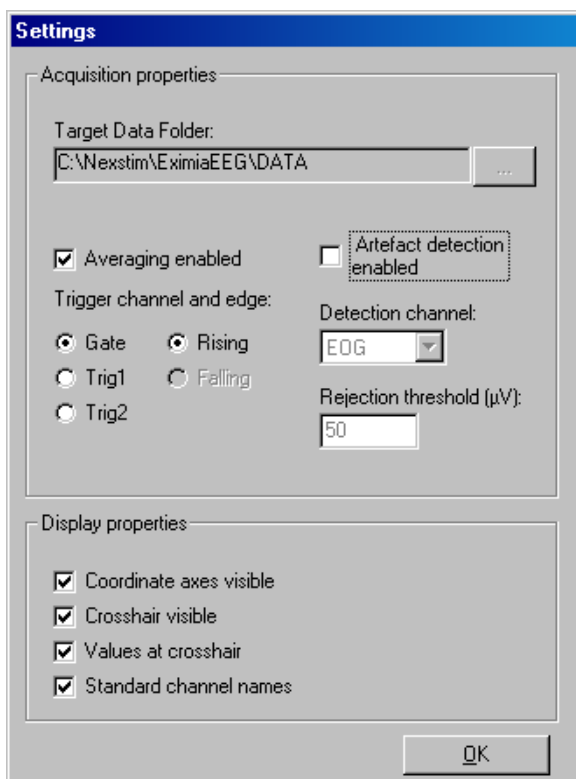 Settings
Acquisition properties
Target Data Folder:
C:\Nexstim\EximiaEEG\DATA
...
Averaging enabled
Artefact detection
enabled
Trigger channel and edge:
Detection channel:
Gate
Rising
EOG
Trig1
Falling
Rejection threshold (µV):
Trig2
50
Display properties
Coordinate axes visible
Crosshair visible
Values at crosshair
Standard channel names
OK